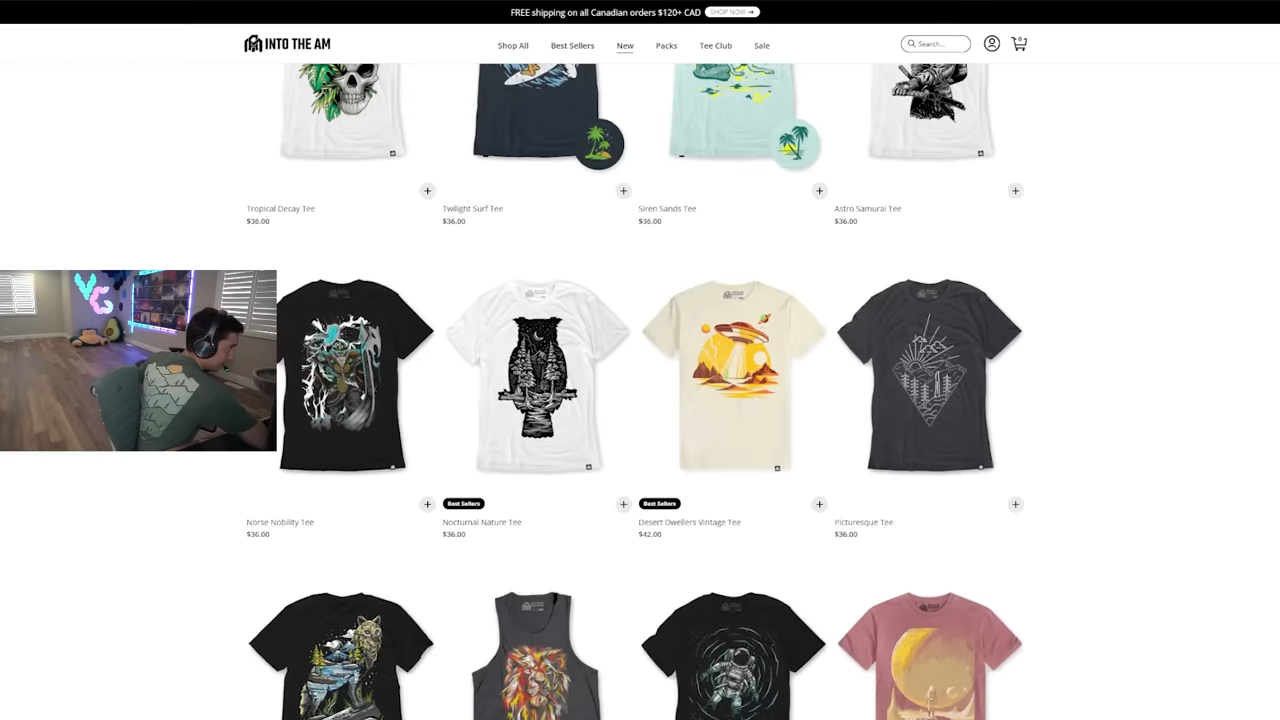 FREE shipping on all Canadian orders $120+ CAD SHOP NOW →
INTO THE AM
Shop All Best Sellers New Packs Tee Club Sale
Search...
0
Tropical Decay Tee
$36.00
Twilight Surf Tee
$36.00
Siren Sands Tee
$36.00
Astro Samurai Tee
$36.00
VG
Norse Nobility Tee
$36.00
Best Sellers
Nocturnal Nature Tee
$36.00
Best Sellers
Desert Dwellers Vintage Tee
$42.00
Picturesque Tee
$36.00